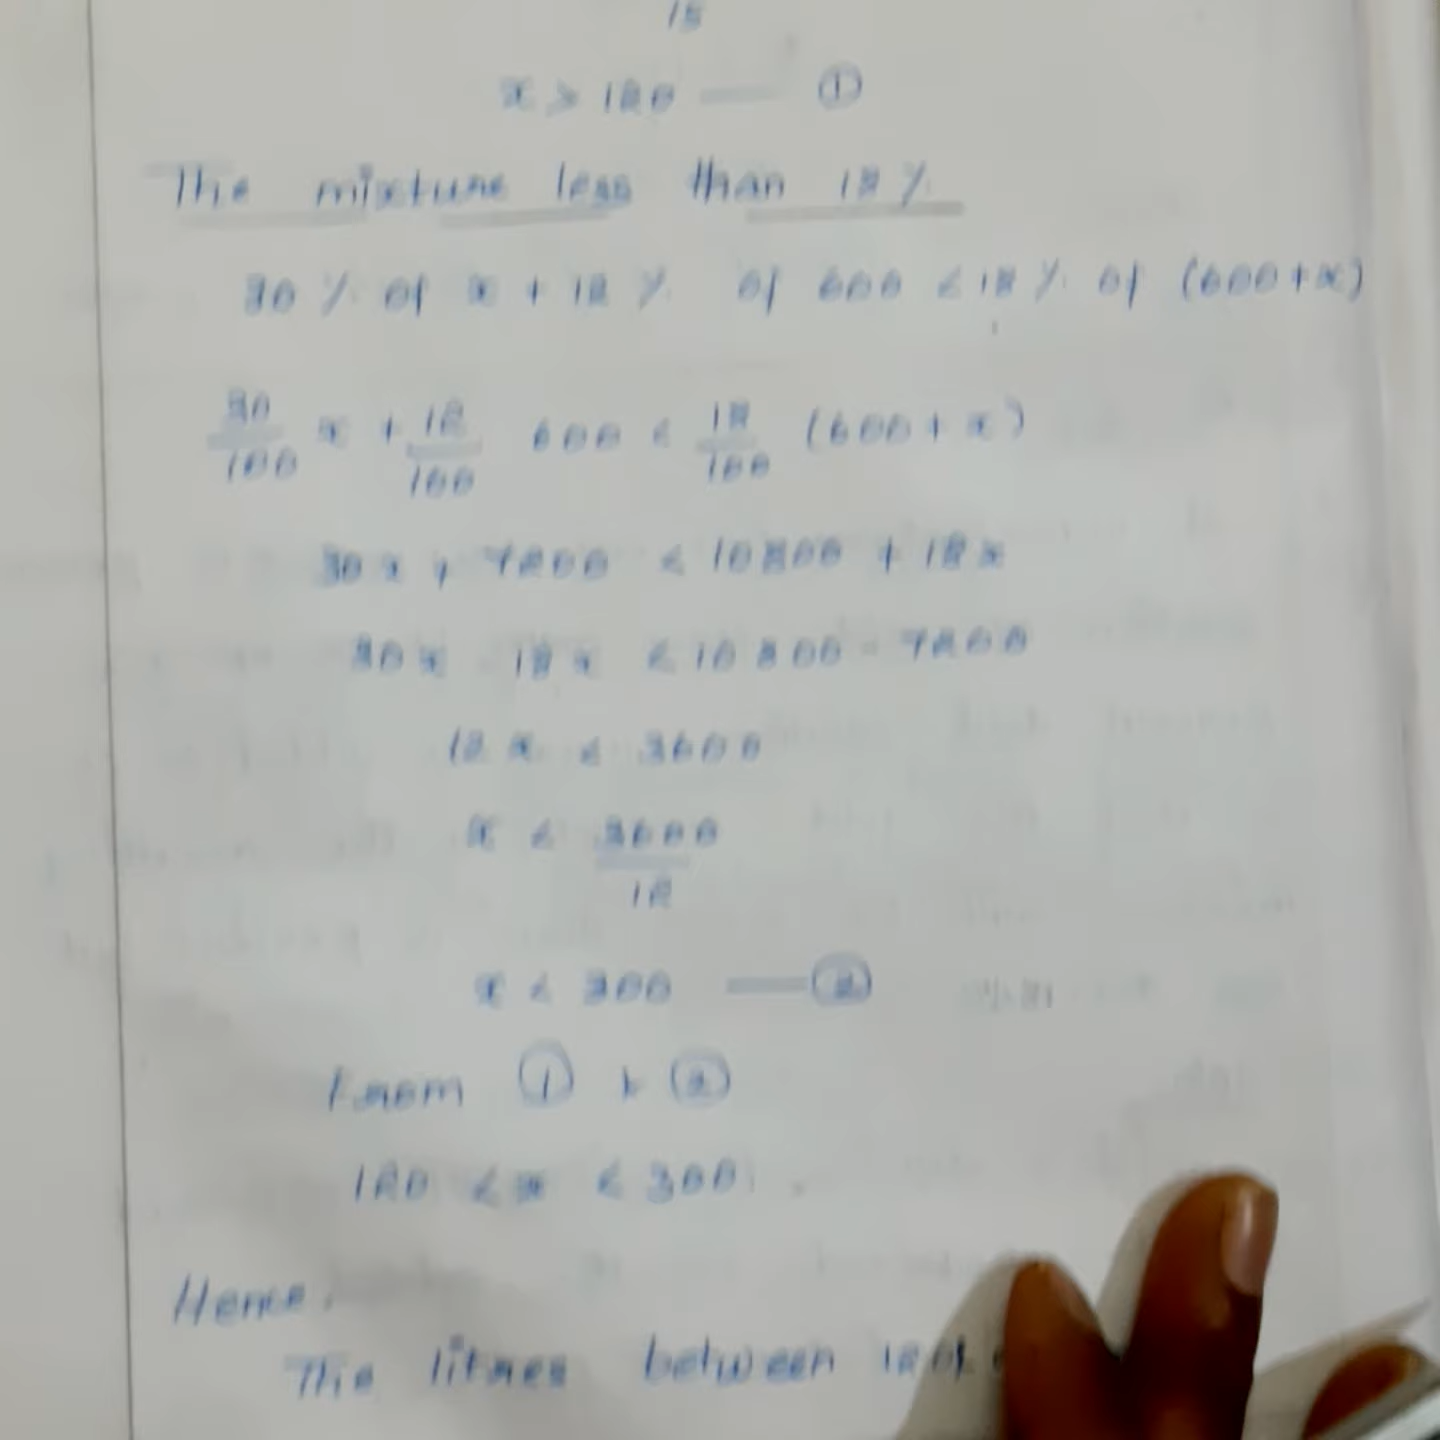 15
x > 120 — ①
The mixture less than 18 %
30 % of x + 12 % of 600 < 18 % of (600+x)
30/100 x + 12/100 600 < 18/100 (600+x)
30x + 7200 < 10800 + 18x
30x - 18x < 10800 - 7200
12x < 3600
x < 3600/12
x < 300 — ②
From ① & ②
120 < x < 300.
Hence,
The litres between 120